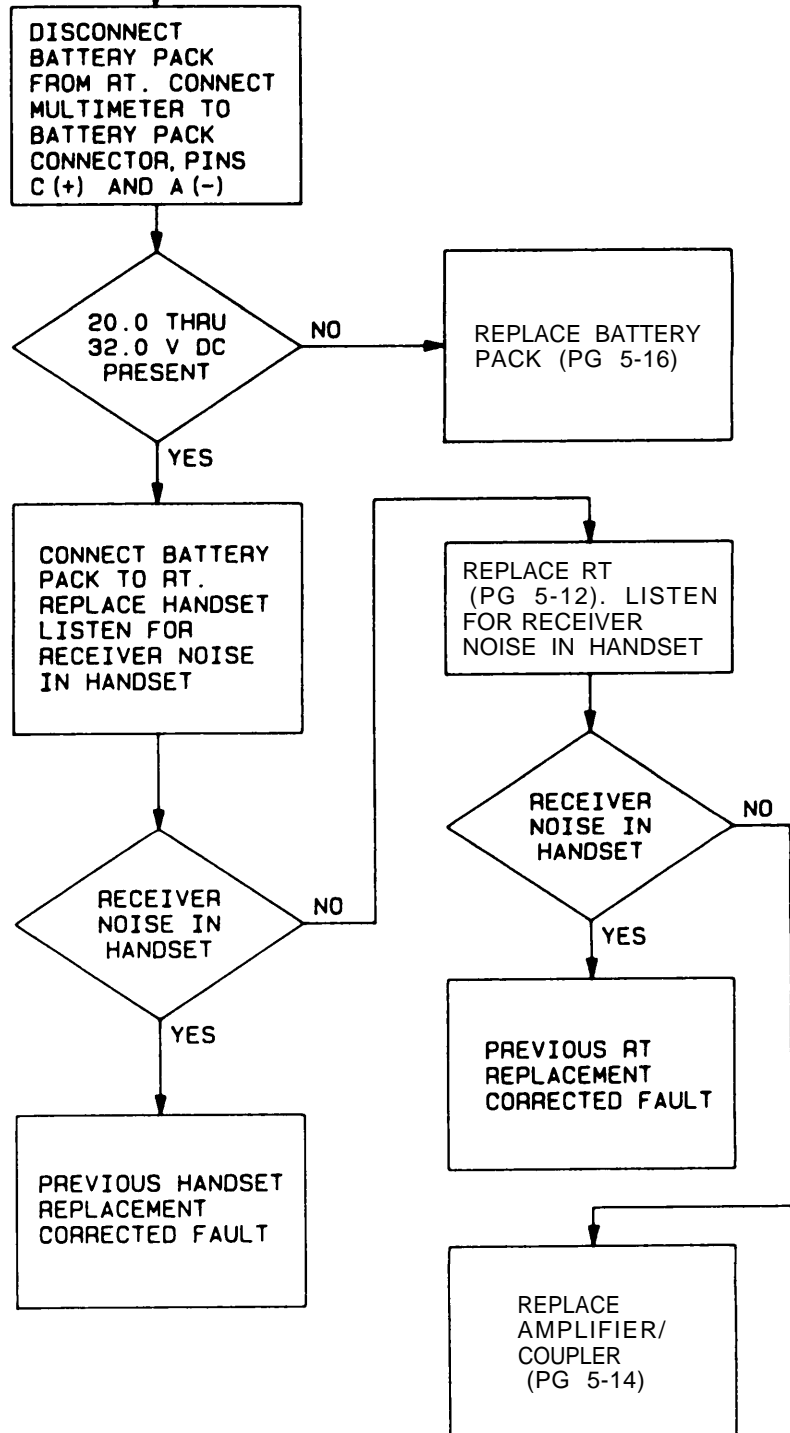 DISCONNECT
BATTERY PACK
FROM RT. CONNECT
MULTIMETER TO
BATTERY PACK
CONNECTOR, PINS
C (+) AND A (-)
20.0 THRU
32.0 V DC
PRESENT
NO
REPLACE BATTERY
PACK (PG 5-16)
YES
CONNECT BATTERY
PACK TO RT.
REPLACE HANDSET
LISTEN FOR
RECEIVER NOISE
IN HANDSET
RECEIVER
NOISE IN
HANDSET
NO
YES
PREVIOUS HANDSET
REPLACEMENT
CORRECTED FAULT
REPLACE RT
(PG 5-12). LISTEN
FOR RECEIVER
NOISE IN HANDSET
RECEIVER
NOISE IN
HANDSET
NO
YES
PREVIOUS RT
REPLACEMENT
CORRECTED FAULT
REPLACE
AMPLIFIER/
COUPLER
(PG 5-14)